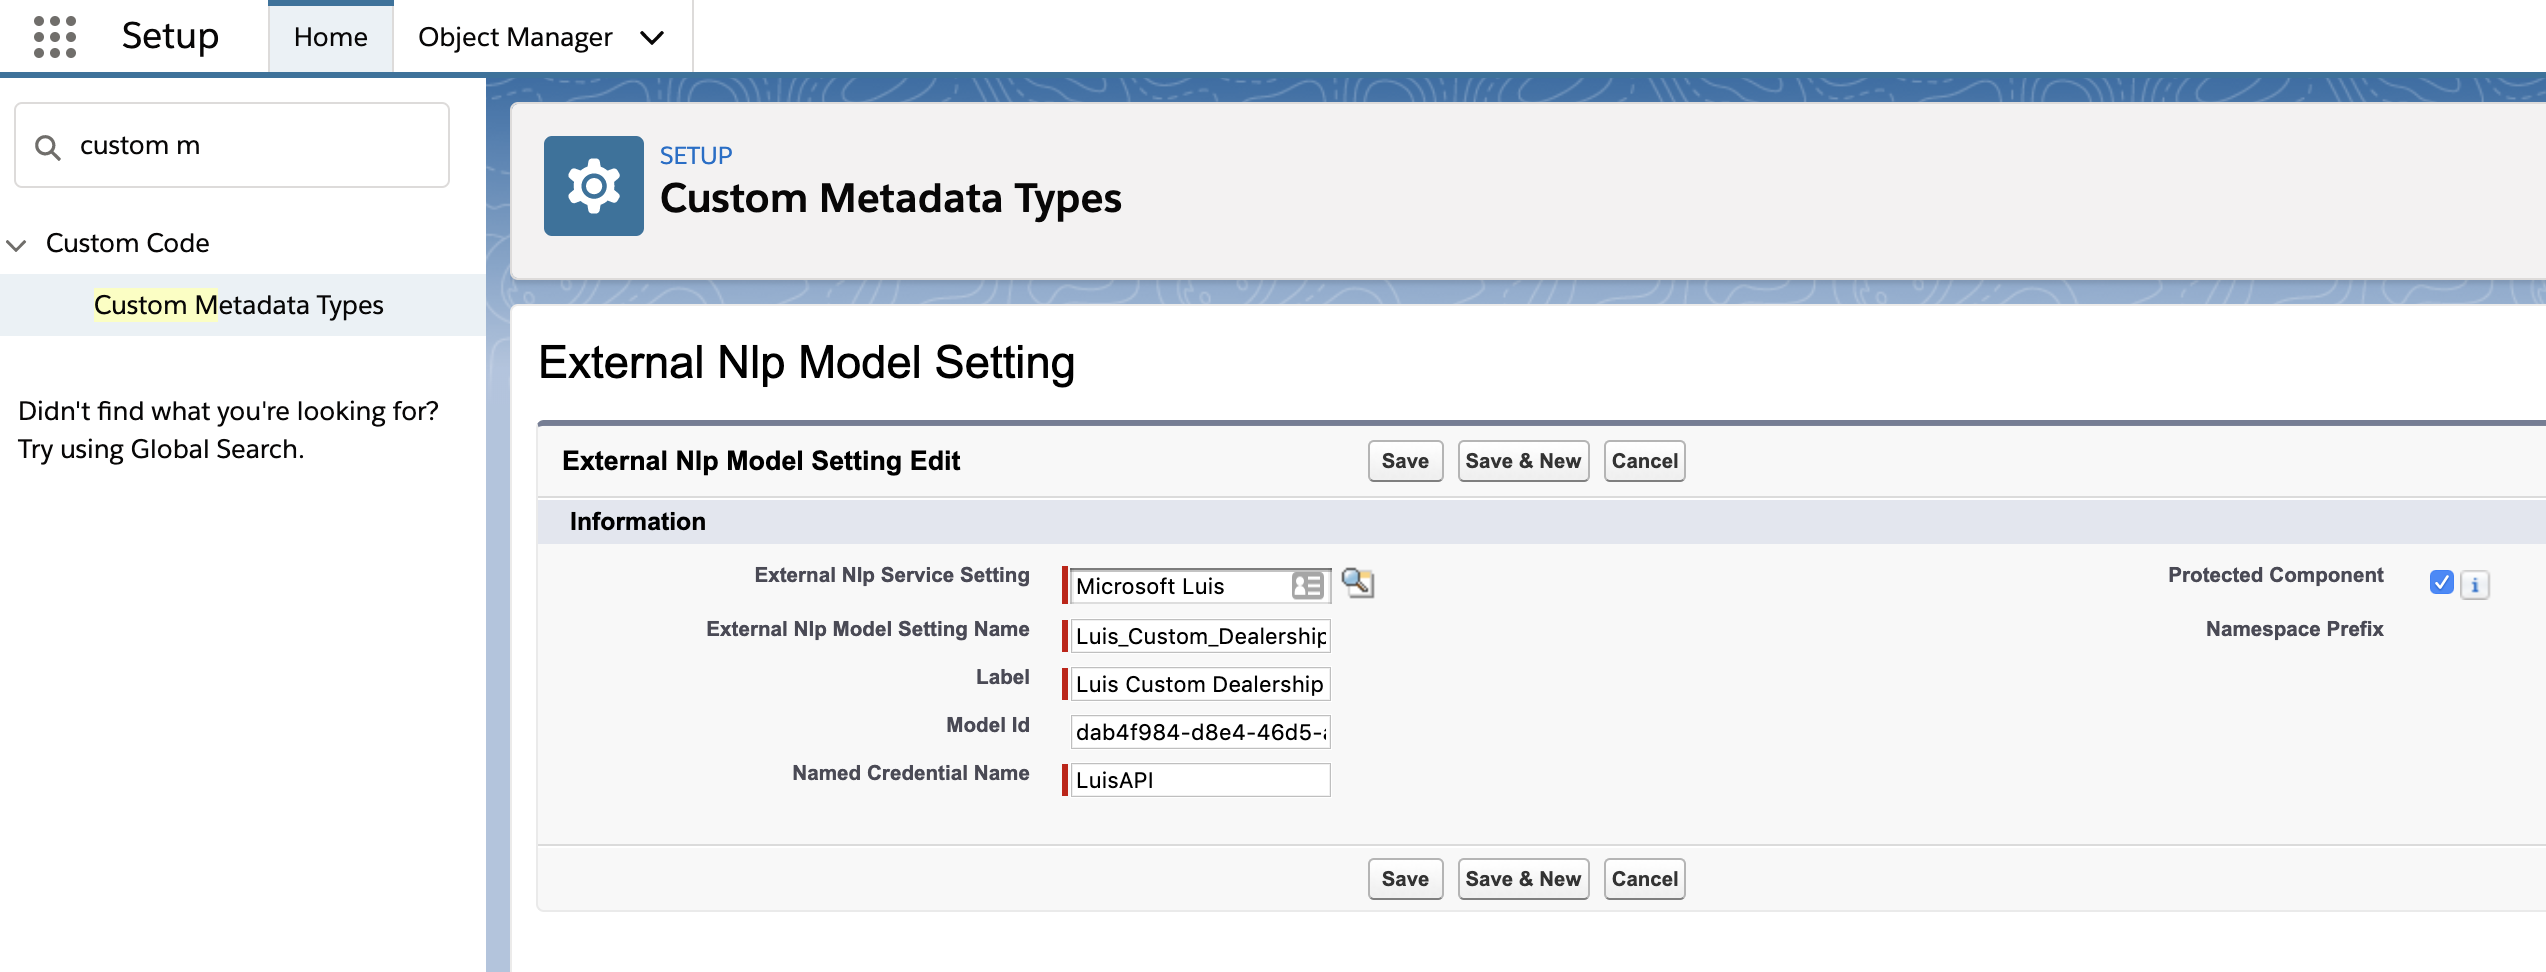 Setup
Home
Object Manager
custom m
Custom Code
Custom Metadata Types
Didn't find what you're looking for?
Try using Global Search.
SETUP
Custom Metadata Types
External Nlp Model Setting
External Nlp Model Setting Edit
Save
Save & New
Cancel
Information
External Nlp Service Setting
Microsoft Luis
Protected Component
i
External Nlp Model Setting Name
Luis_Custom_Dealership
Namespace Prefix
Label
Luis Custom Dealership
Model Id
dab4f984-d8e4-46d5-
Named Credential Name
LuisAPI
Save
Save & New
Cancel